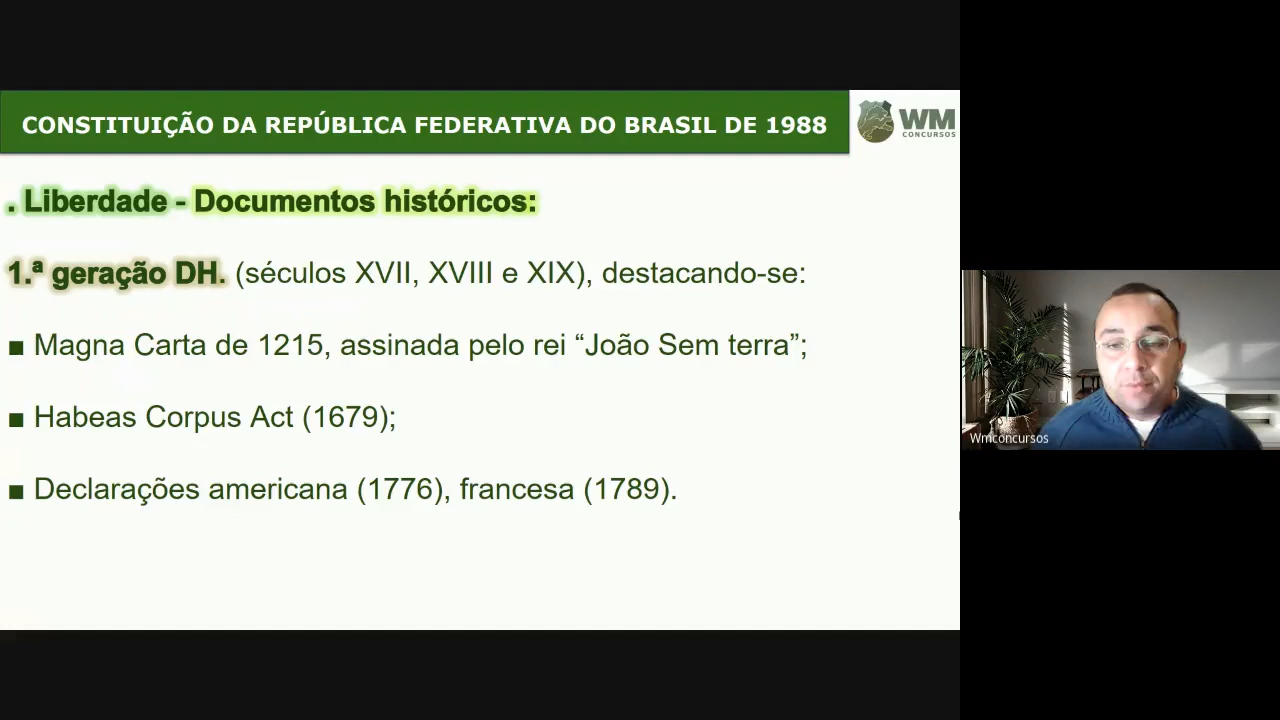 CONSTITUIÇÃO DA REPÚBLICA FEDERATIVA DO BRASIL DE 1988
WM
CONCURSOS
. Liberdade - Documentos históricos:
1.ª geração DH. (séculos XVII, XVIII e XIX), destacando-se:
■ Magna Carta de 1215, assinada pelo rei “João Sem terra”;
■ Habeas Corpus Act (1679);
■ Declarações americana (1776), francesa (1789).
Wmconcursos